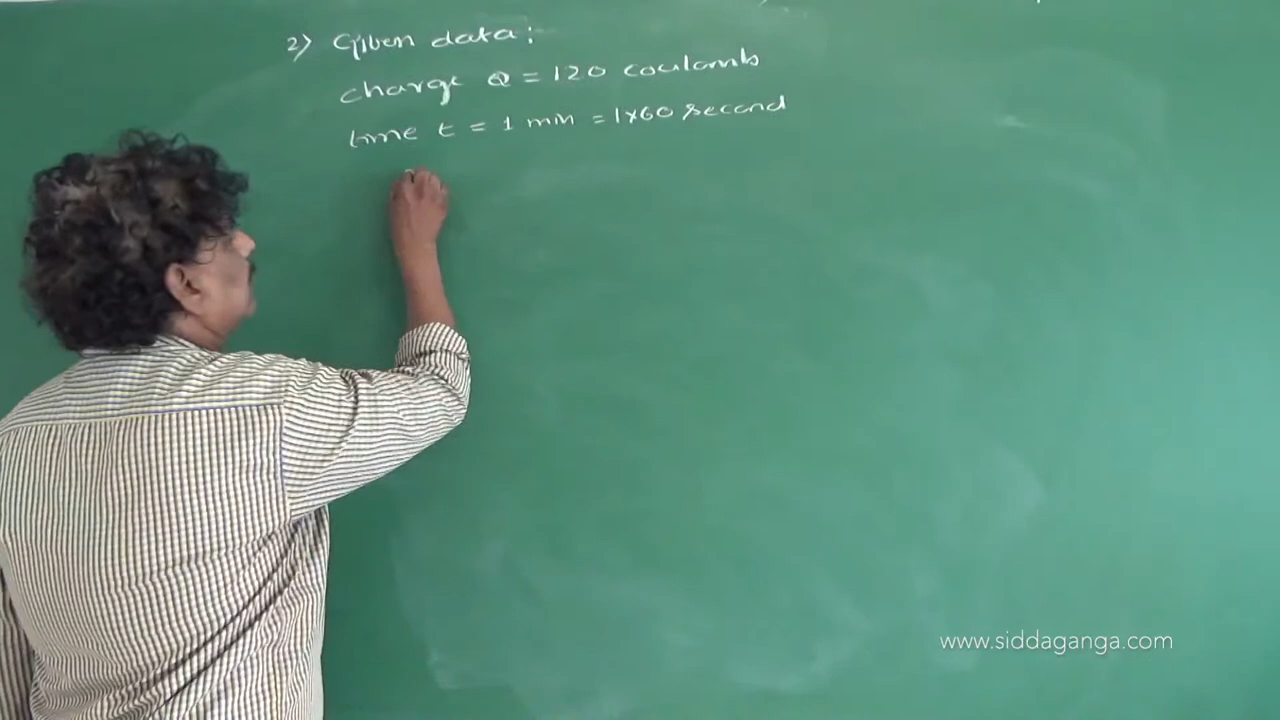 2) Given data:
charge Q = 120 coulombs
time t = 1 min = 1x60 second
www.siddaganga.com